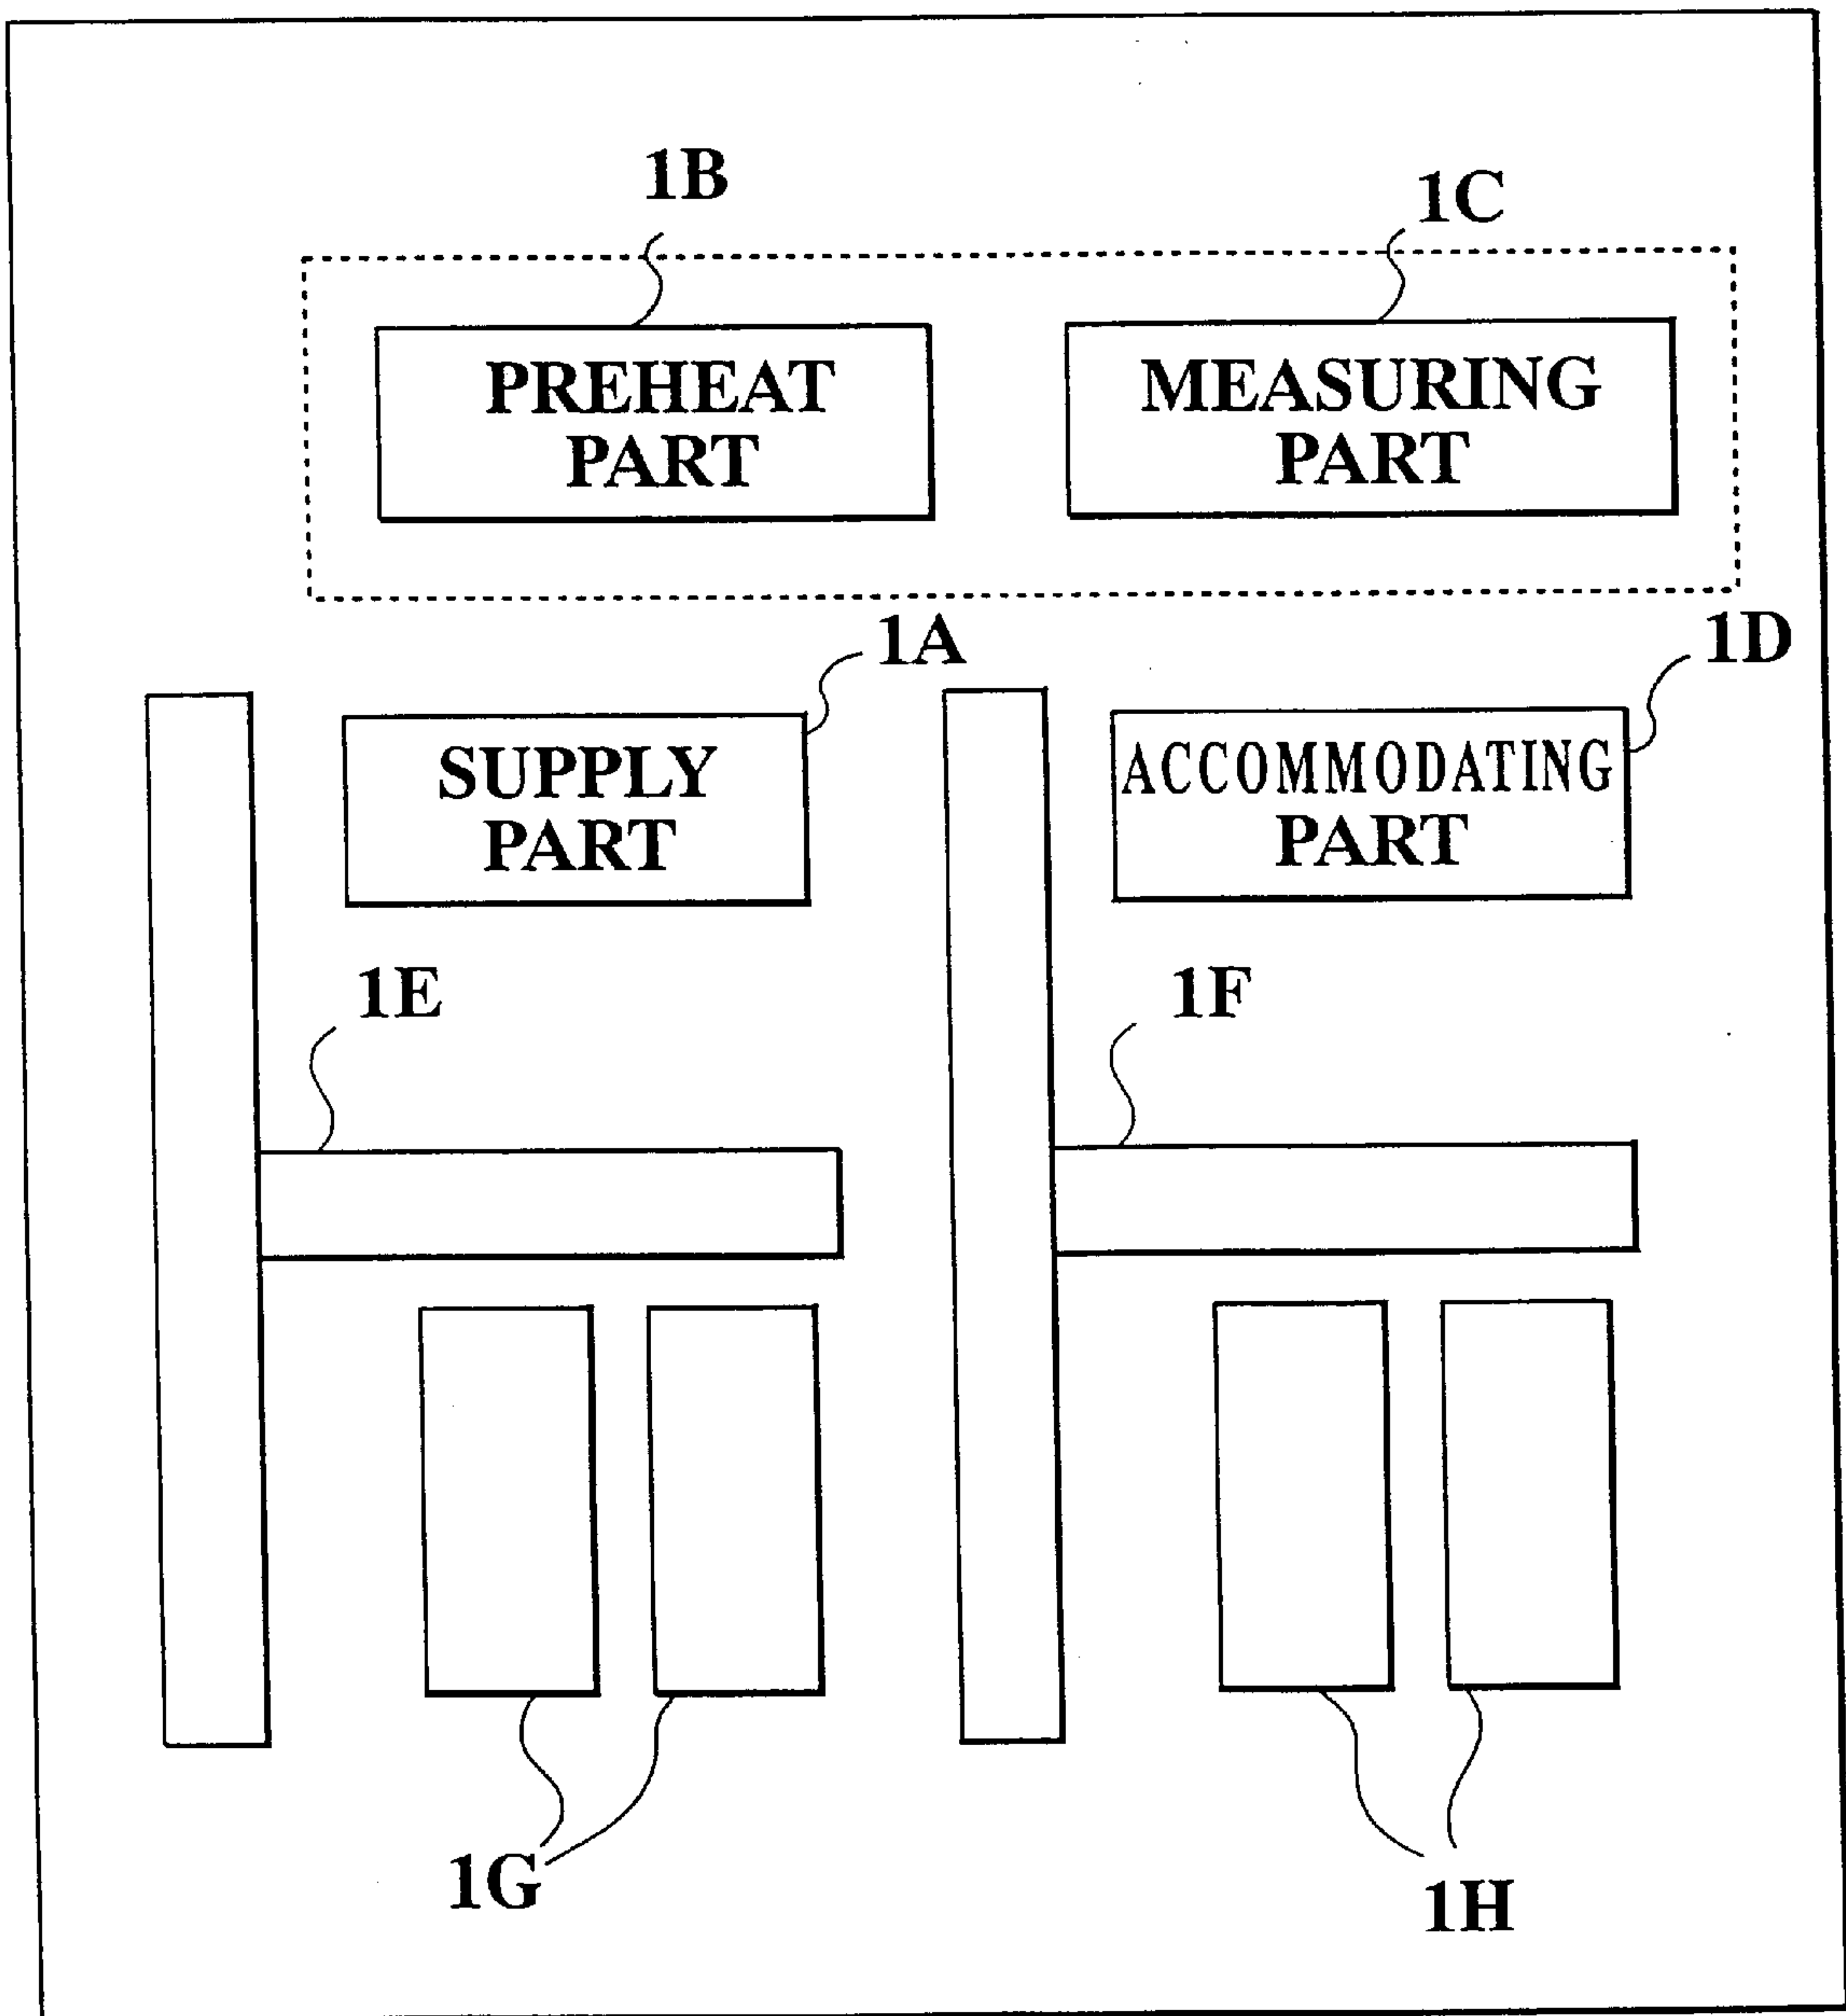 1B
1C
PREHEAT
PART
MEASURING
PART
1A
1D
SUPPLY
PART
ACCOMMODATING
PART
1E
1F
1G
1H